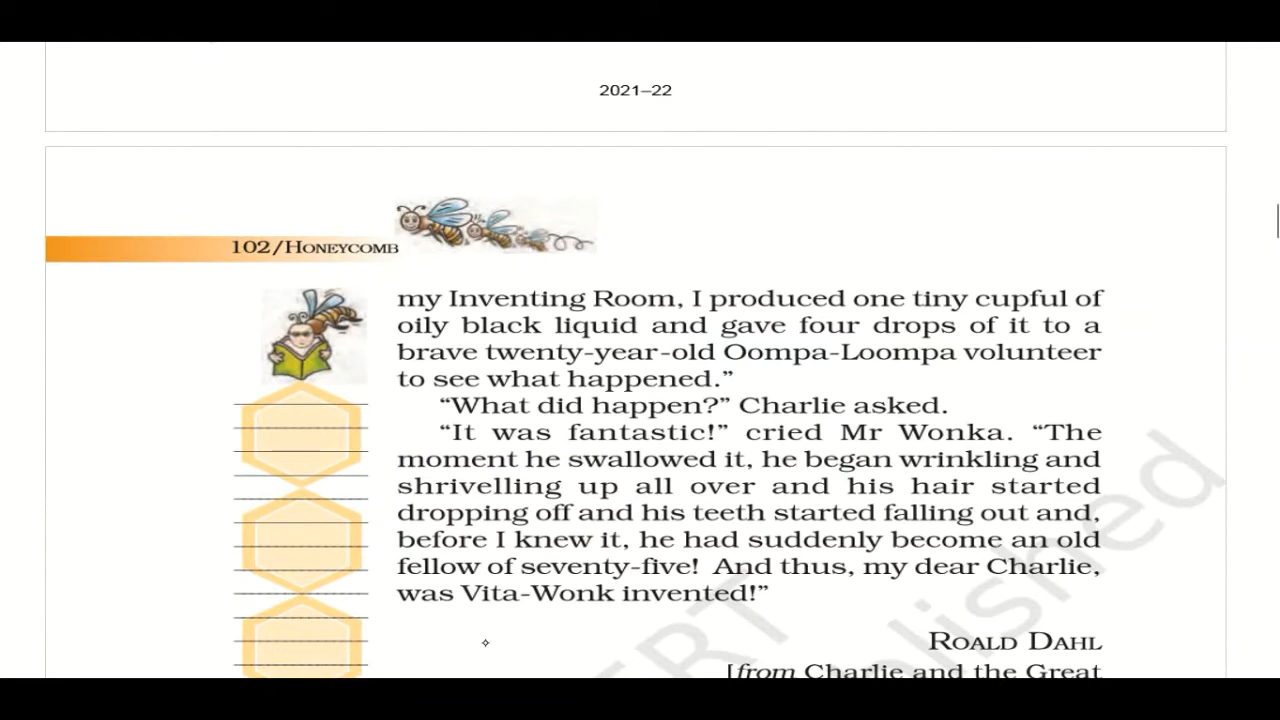 2021–22
102/HONEYCOMB
my Inventing Room, I produced one tiny cupful of
oily black liquid and gave four drops of it to a
brave twenty-year-old Oompa-Loompa volunteer
to see what happened.”
“What did happen?” Charlie asked.
“It was fantastic!” cried Mr Wonka. “The
moment he swallowed it, he began wrinkling and
shrivelling up all over and his hair started
dropping off and his teeth started falling out and,
before I knew it, he had suddenly become an old
fellow of seventy-five! And thus, my dear Charlie,
was Vita-Wonk invented!”
ROALD DAHL
[from Charlie and the Great